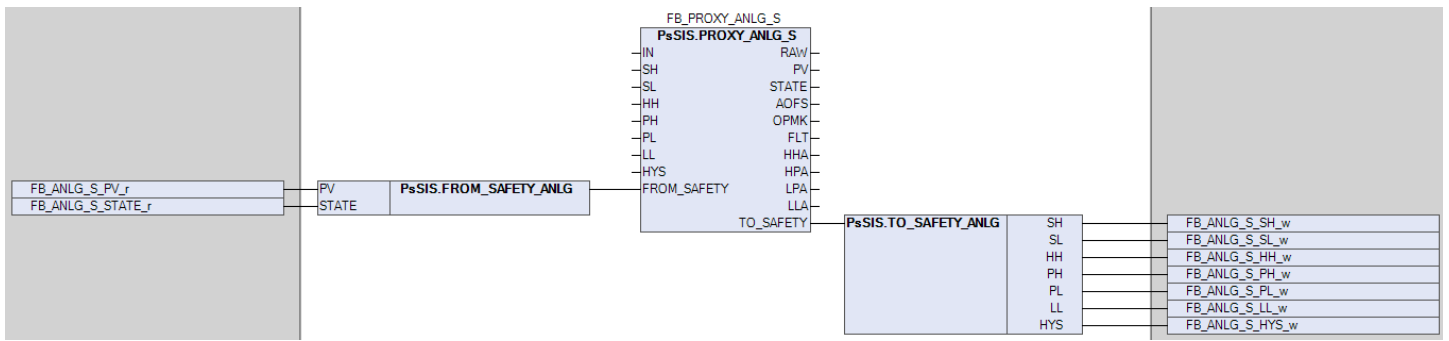 FB_PROXY_ANLG_S
PsSIS.PROXY_ANLG_S
IN RAW
SH PV
SL STATE
HH AOFS
PH OPMK
PL FLT
LL HHA
HYS HPA
FB_ANLG_S_PV_r PV PsSIS.FROM_SAFETY_ANLG FROM_SAFETY LPA
FB_ANLG_S_STATE_r STATE LLA
TO_SAFETY PsSIS.TO_SAFETY_ANLG SH FB_ANLG_S_SH_w
SL FB_ANLG_S_SL_w
HH FB_ANLG_S_HH_w
PH FB_ANLG_S_PH_w
PL FB_ANLG_S_PL_w
LL FB_ANLG_S_LL_w
HYS FB_ANLG_S_HYS_w